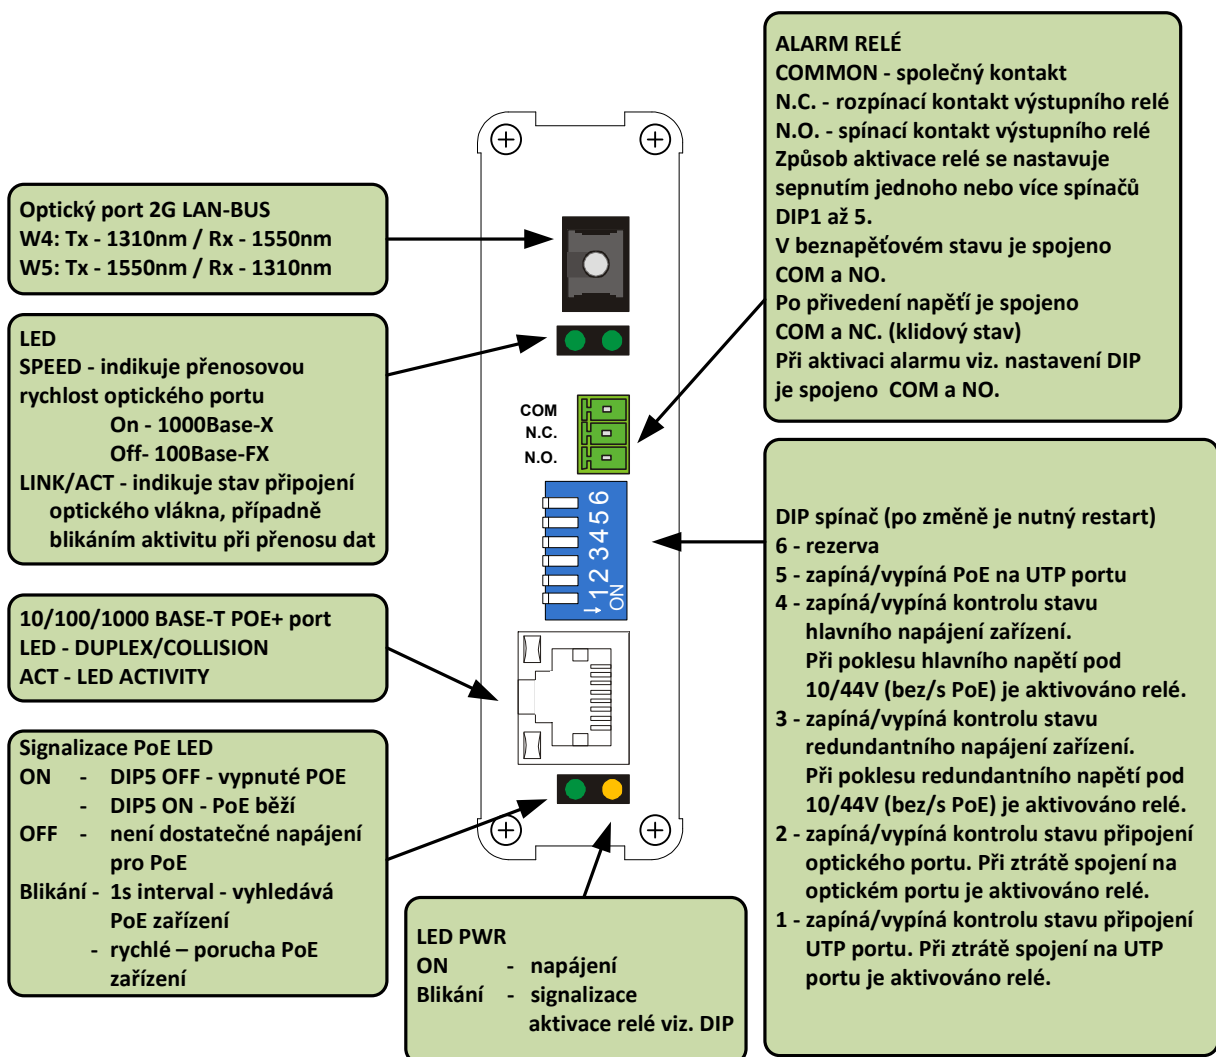 ALARM RELÉ
COMMON - společný kontakt
N.C. - rozpínací kontakt výstupního relé
N.O. - spínací kontakt výstupního relé
Způsob aktivace relé se nastavuje
sepnutím jednoho nebo více spínačů
DIP1 až 5.
V beznapěťovém stavu je spojeno
COM a NO.
Po přivedení napěťí je spojeno
COM a NC. (klidový stav)
Při aktivaci alarmu viz. nastavení DIP
je spojeno  COM a NO.
Optický port 2G LAN-BUS
W4: Tx - 1310nm / Rx - 1550nm
W5: Tx - 1550nm / Rx - 1310nm
LED
SPEED - indikuje přenosovou
rychlost optického portu
On - 1000Base-X
Off- 100Base-FX
LINK/ACT - indikuje stav připojení
optického vlákna, případně
blikáním aktivitu při přenosu dat
COM
N.C.
N.O.
1 2 3 4 5 6
↓ ON
DIP spínač (po změně je nutný restart)
6 - rezerva
5 - zapíná/vypíná PoE na UTP portu
4 - zapíná/vypíná kontrolu stavu
hlavního napájení zařízení.
Při poklesu hlavního napětí pod
10/44V (bez/s PoE) je aktivováno relé.
3 - zapíná/vypíná kontrolu stavu
redundantního napájení zařízení.
Při poklesu redundantního napětí pod
10/44V (bez/s PoE) je aktivováno relé.
2 - zapíná/vypíná kontrolu stavu připojení
optického portu. Při ztrátě spojení na
optickém portu je aktivováno relé.
1 - zapíná/vypíná kontrolu stavu připojení
UTP portu. Při ztrátě spojení na UTP
portu je aktivováno relé.
10/100/1000 BASE-T POE+ port
LED - DUPLEX/COLLISION
ACT - LED ACTIVITY
Signalizace PoE LED
ON - DIP5 OFF - vypnuté POE
- DIP5 ON - PoE běží
OFF - není dostatečné napájení
pro PoE
Blikání - 1s interval - vyhledává
PoE zařízení
- rychlé – porucha PoE
zařízení
LED PWR
ON - napájení
Blikání - signalizace
aktivace relé viz. DIP